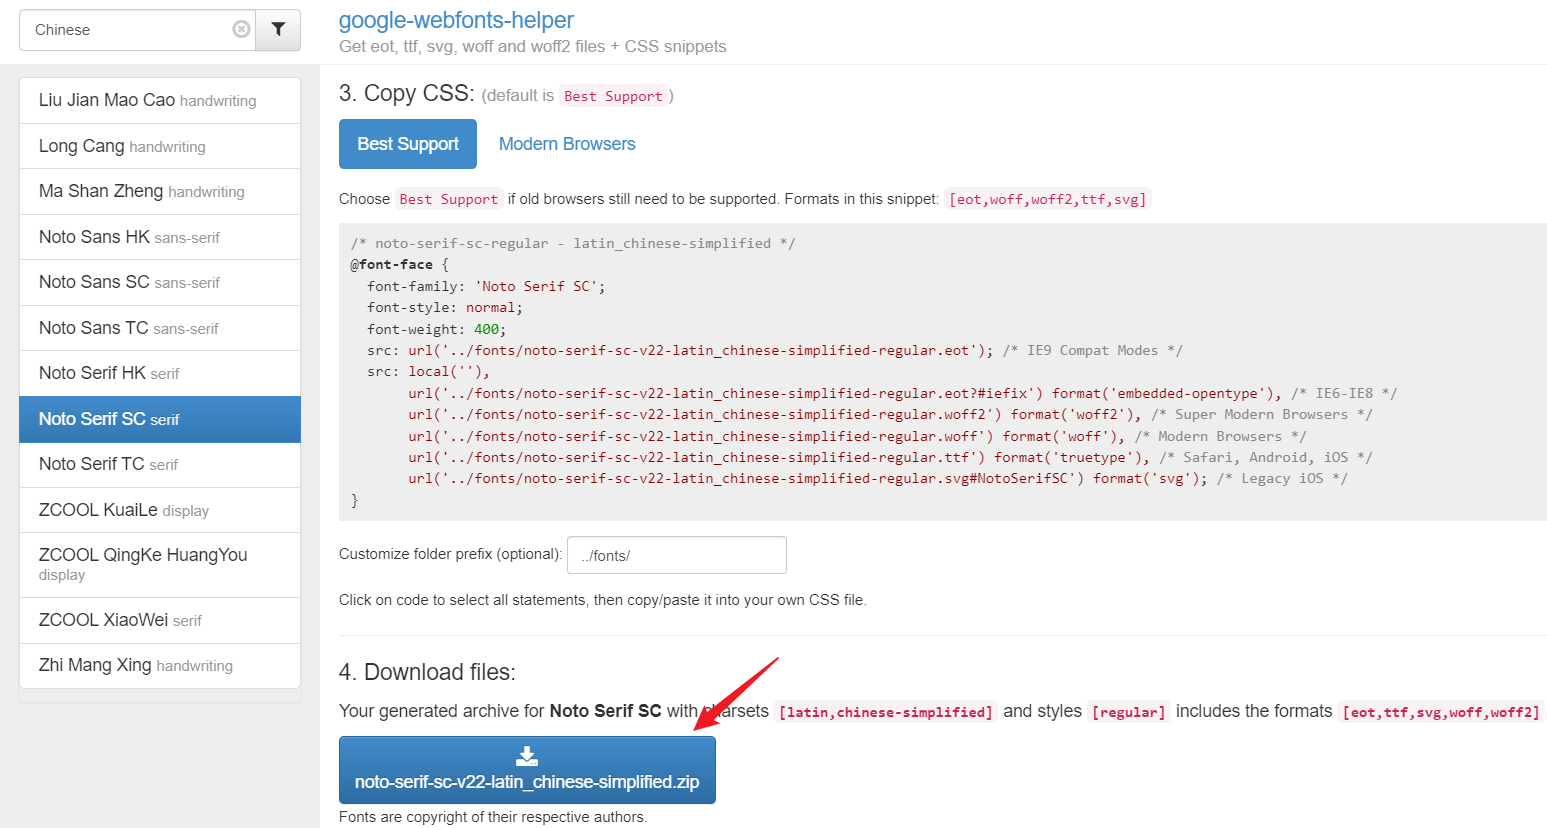 Chinese
google-webfonts-helper
Get eot, ttf, svg, woff and woff2 files + CSS snippets
Liu Jian Mao Cao handwriting
Long Cang handwriting
Ma Shan Zheng handwriting
Noto Sans HK sans-serif
Noto Sans SC sans-serif
Noto Sans TC sans-serif
Noto Serif HK serif
Noto Serif SC serif
Noto Serif TC serif
ZCOOL KuaiLe display
ZCOOL QingKe HuangYou
display
ZCOOL XiaoWei serif
Zhi Mang Xing handwriting
3. Copy CSS: (default is Best Support )
Best Support Modern Browsers
Choose Best Support if old browsers still need to be supported. Formats in this snippet: [eot,woff,woff2,ttf,svg]
/* noto-serif-sc-regular - latin_chinese-simplified */
@font-face {
font-family: 'Noto Serif SC';
font-style: normal;
font-weight: 400;
src: url('../fonts/noto-serif-sc-v22-latin_chinese-simplified-regular.eot'); /* IE9 Compat Modes */
src: local(''),
url('../fonts/noto-serif-sc-v22-latin_chinese-simplified-regular.eot?#iefix') format('embedded-opentype'), /* IE6-IE8 */
url('../fonts/noto-serif-sc-v22-latin_chinese-simplified-regular.woff2') format('woff2'), /* Super Modern Browsers */
url('../fonts/noto-serif-sc-v22-latin_chinese-simplified-regular.woff') format('woff'), /* Modern Browsers */
url('../fonts/noto-serif-sc-v22-latin_chinese-simplified-regular.ttf') format('truetype'), /* Safari, Android, iOS */
url('../fonts/noto-serif-sc-v22-latin_chinese-simplified-regular.svg#NotoSerifSC') format('svg'); /* Legacy iOS */
}
Customize folder prefix (optional): ../fonts/
Click on code to select all statements, then copy/paste it into your own CSS file.
4. Download files:
Your generated archive for Noto Serif SC with charsets [latin,chinese-simplified] and styles [regular] includes the formats [eot,ttf,svg,woff,woff2]
noto-serif-sc-v22-latin_chinese-simplified.zip
Fonts are copyright of their respective authors.